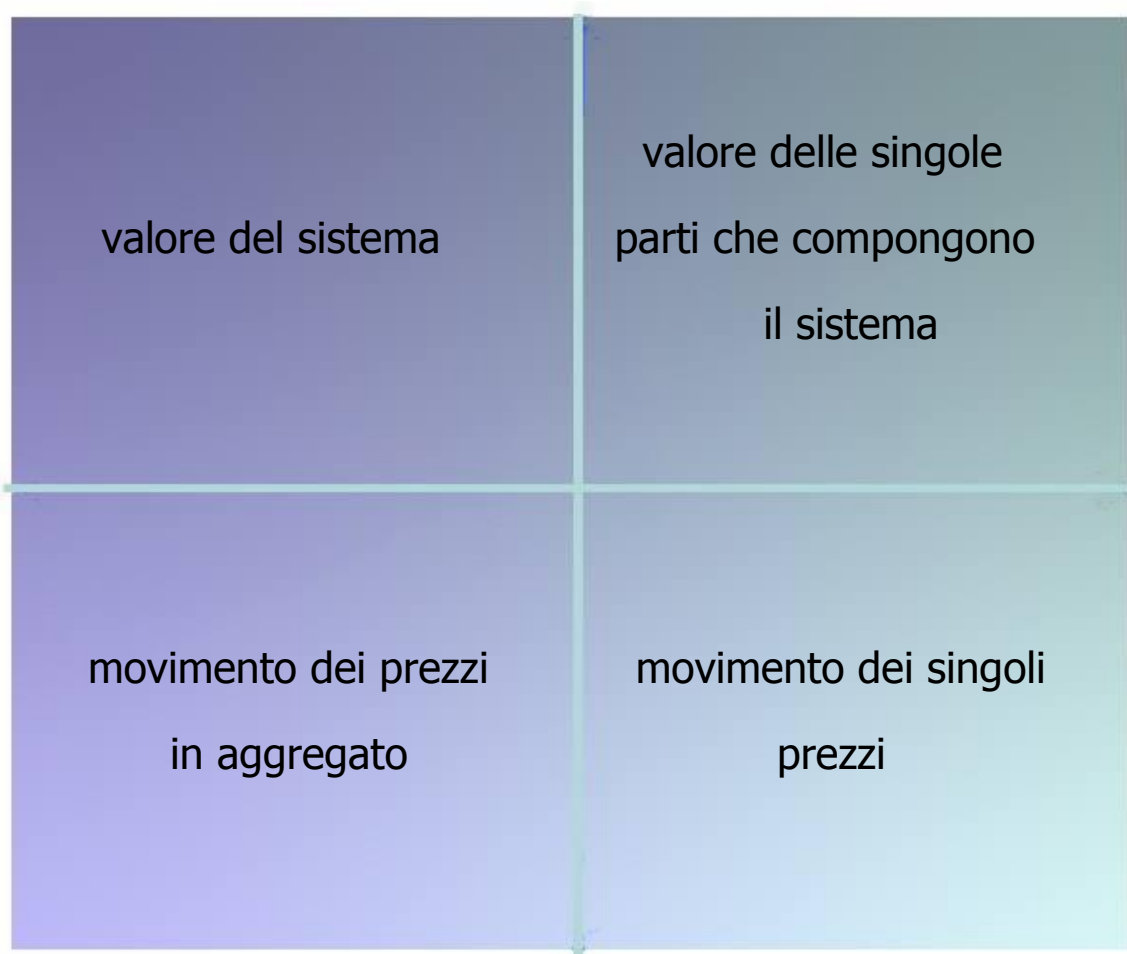 valore del sistema
valore delle singole
parti che compongono
il sistema
movimento dei prezzi
in aggregato
movimento dei singoli
prezzi